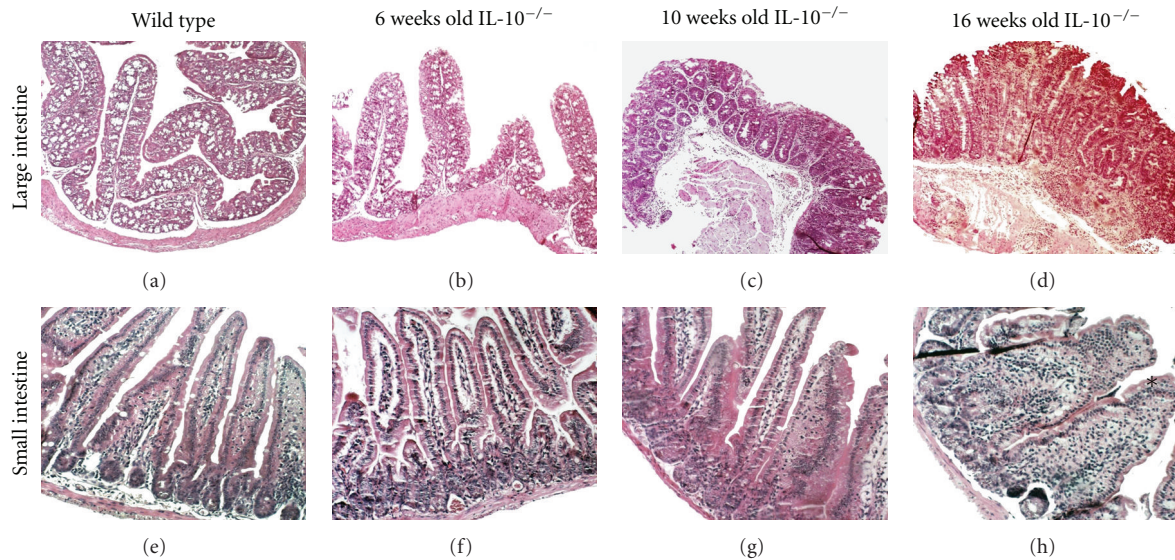 Wild type
6 weeks old IL-10−/−
10 weeks old IL-10−/−
16 weeks old IL-10−/−
Large intestine
(a)
(b)
(c)
(d)
Small intestine
*
(e)
(f)
(g)
(h)